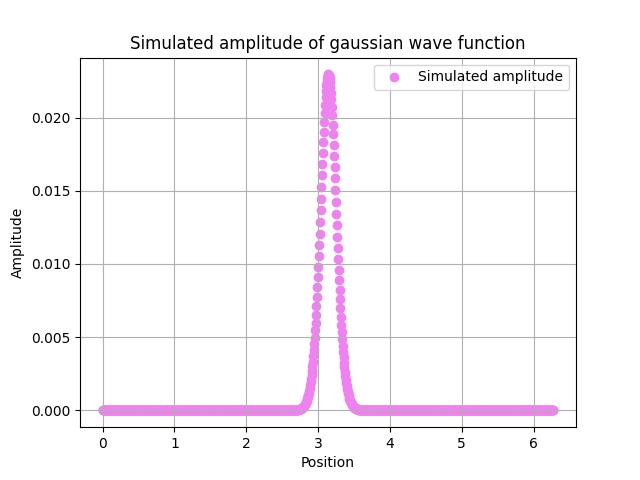 Simulated amplitude of gaussian wave function
Simulated amplitude
Amplitude
0.020
0.015
0.010
0.005
0.000
0 1 2 3 4 5 6
Position